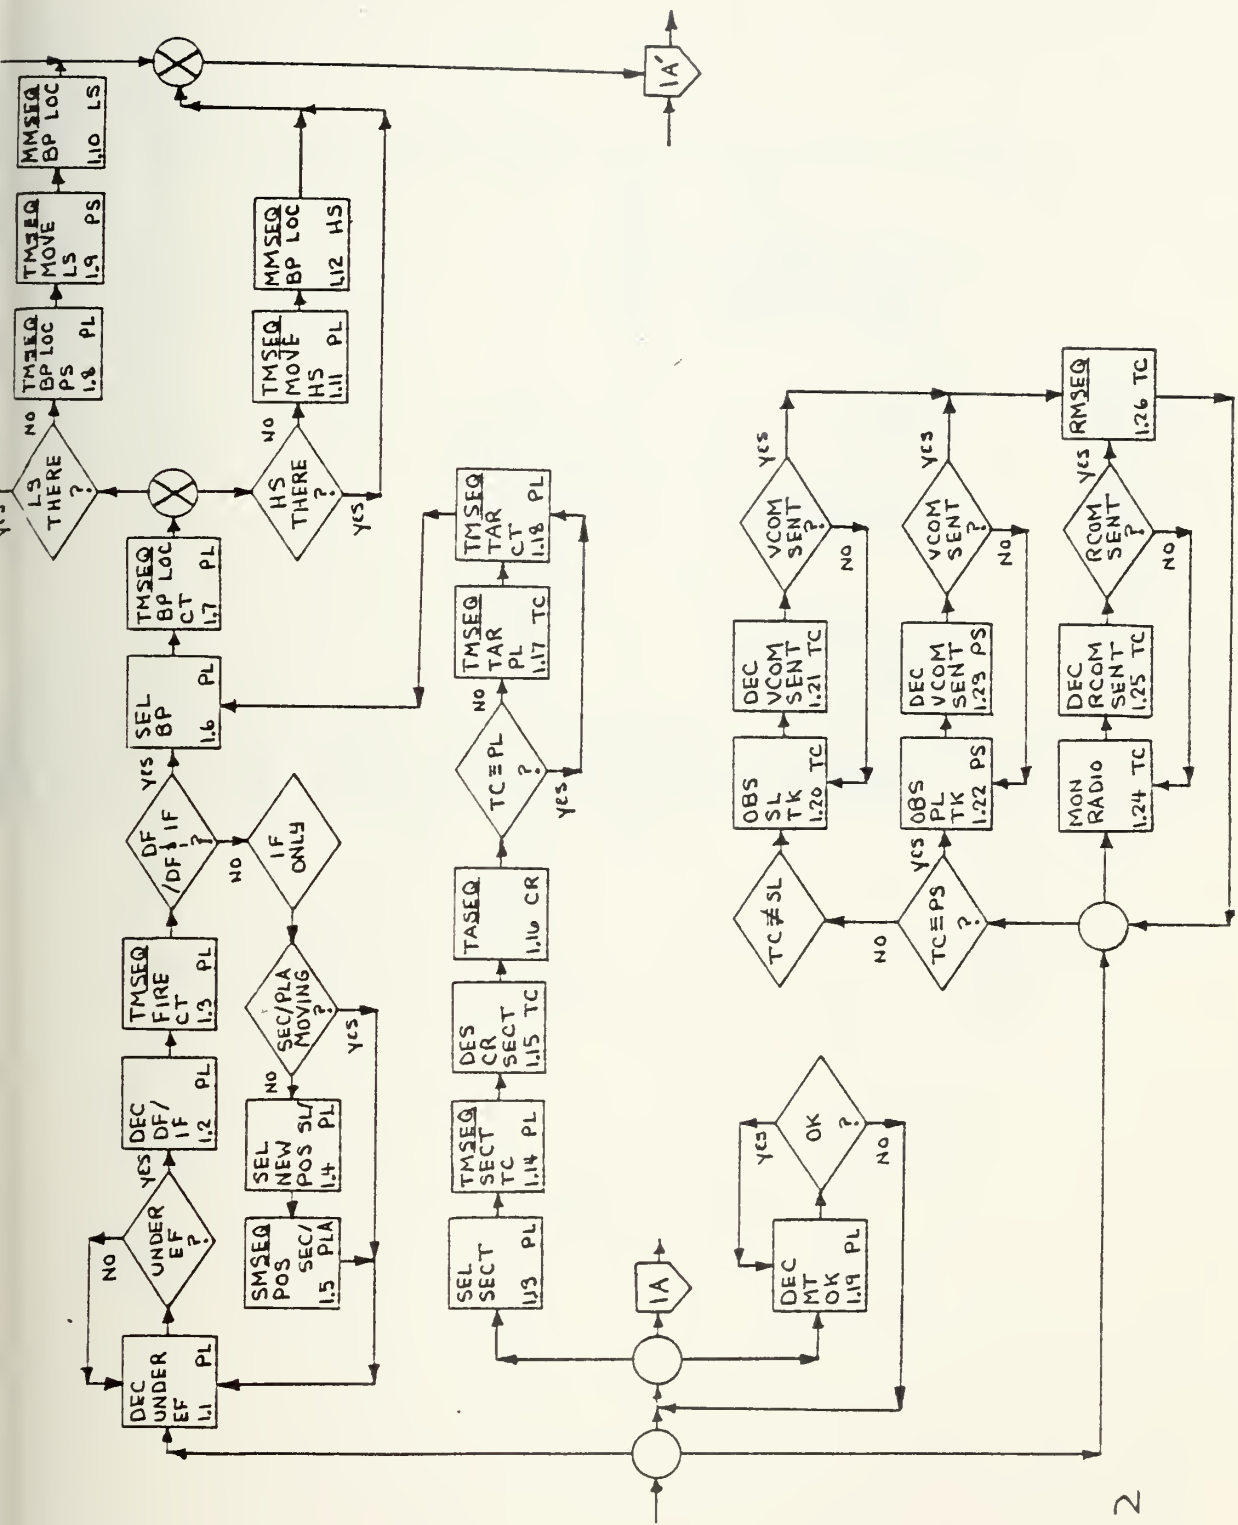 DEC
UNDER
EF
1.1 PL
UNDER
EF
?
NO
YES
DEC
DF/
IF
1.2 PL
TMSEQ
FIRE
CT
1.3 PL
DF
/DF & IF
?
YES
NO
SEL
BP
1.6 PL
TMSEQ
BP LOC
CT
1.7 PL
LS
THERE
?
YES
NO
TMSEQ
BP LOC
PS
1.8 PL
TMSEQ
MOVE
LS
1.9 PS
MMSEQ
BP LOC
1.10 LS
HS
THERE
?
NO
YES
TMSEQ
MOVE
HS
1.11 PL
MMSEQ
BP LOC
1.12 HS
IF
ONLY
SEC/PLA
MOVING
?
NO
YES
SEL
NEW
POS SL/
1.4 PL
SMSEQ
POS
SEC/
1.5 PLA
SEL
SECT
1.13 PL
TMSEQ
SECT
TC
1.14 PL
DES
CR
SECT
1.15 TC
TASEQ
1.16 CR
TC≡PL
?
NO
YES
TMSEQ
TAR
PL
1.17 TC
TMSEQ
TAR
CT
1.18 PL
1A
1A'
DEC
MT
OK
1.19 PL
OK
?
YES
NO
TC≢SL
OBS
SL
TK
1.20 TC
DEC
VCOM
SENT
1.21 TC
VCOM
SENT
?
YES
NO
TC≡PS
?
NO
YES
OBS
PL
TK
1.22 PS
DEC
VCOM
SENT
1.23 PS
VCOM
SENT
?
YES
NO
MON
RADIO
1.24 TC
DEC
RCOM
SENT
1.25 TC
RCOM
SENT
?
YES
NO
RMSEQ
1.26 TC
2